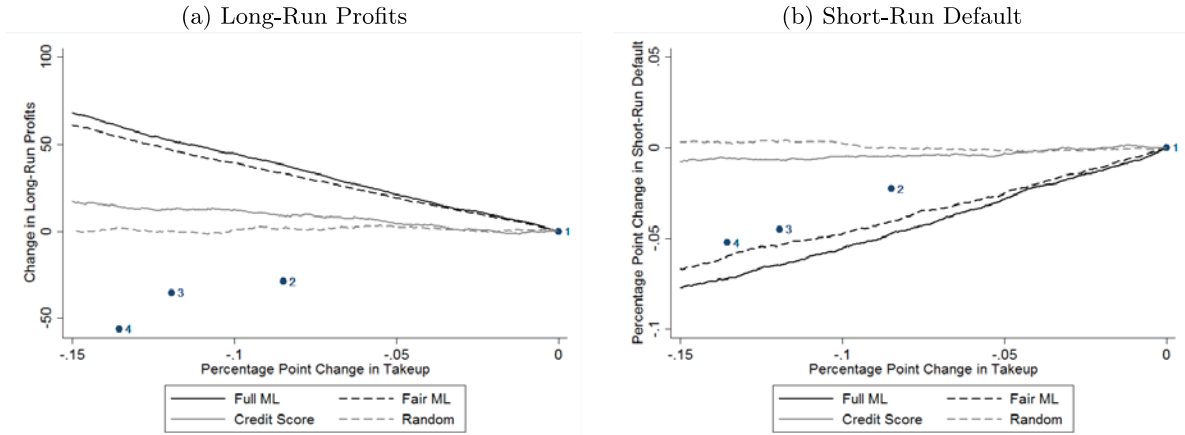 (a) Long-Run Profits
Change in Long-Run Profits
100
50
0
-50
1
2
3
4
-.15
-.1
-.05
0
Percentage Point Change in Takeup
Full ML
Fair ML
Credit Score
Random
(b) Short-Run Default
Percentage Point Change in Short-Run Default
.05
0
-.05
-.1
1
2
3
4
-.15
-.1
-.05
0
Percentage Point Change in Takeup
Full ML
Fair ML
Credit Score
Random